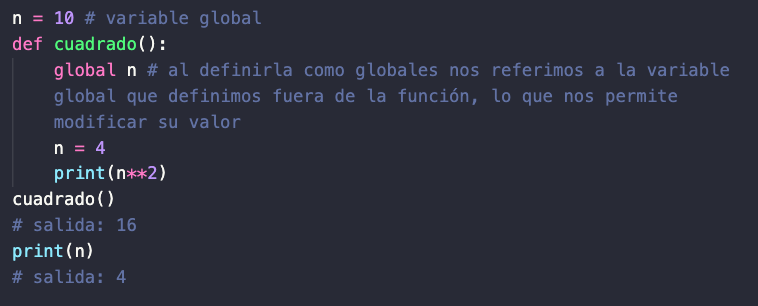 n = 10 # variable global
def cuadrado():
    global n # al definirla como globales nos referimos a la variable
    global que definimos fuera de la función, lo que nos permite
    modificar su valor
    n = 4
    print(n**2)
cuadrado()
# salida: 16
print(n)
# salida: 4